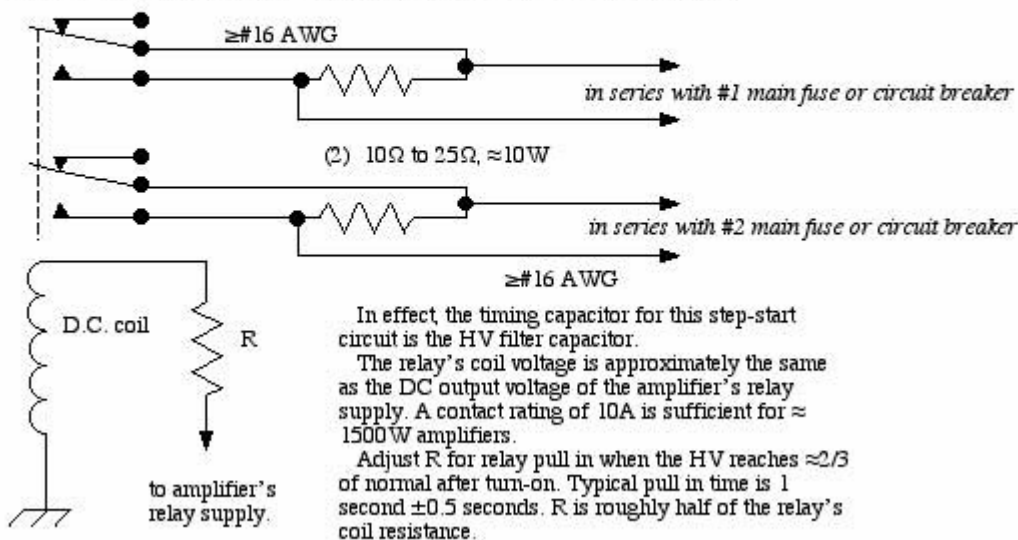 ≥#16 AWG
in series with #1 main fuse or circuit breaker
(2) 10Ω to 25Ω, ≈10W
in series with #2 main fuse or circuit breaker
≥#16 AWG
D.C. coil
R
to amplifier's
relay supply.
In effect, the timing capacitor for this step-start
circuit is the HV filter capacitor.
The relay's coil voltage is approximately the same
as the DC output voltage of the amplifier's relay
supply. A contact rating of 10A is sufficient for ≈
1500W amplifiers.
Adjust R for relay pull in when the HV reaches ≈2/3
of normal after turn-on. Typical pull in time is 1
second ±0.5 seconds. R is roughly half of the relay's
coil resistance.